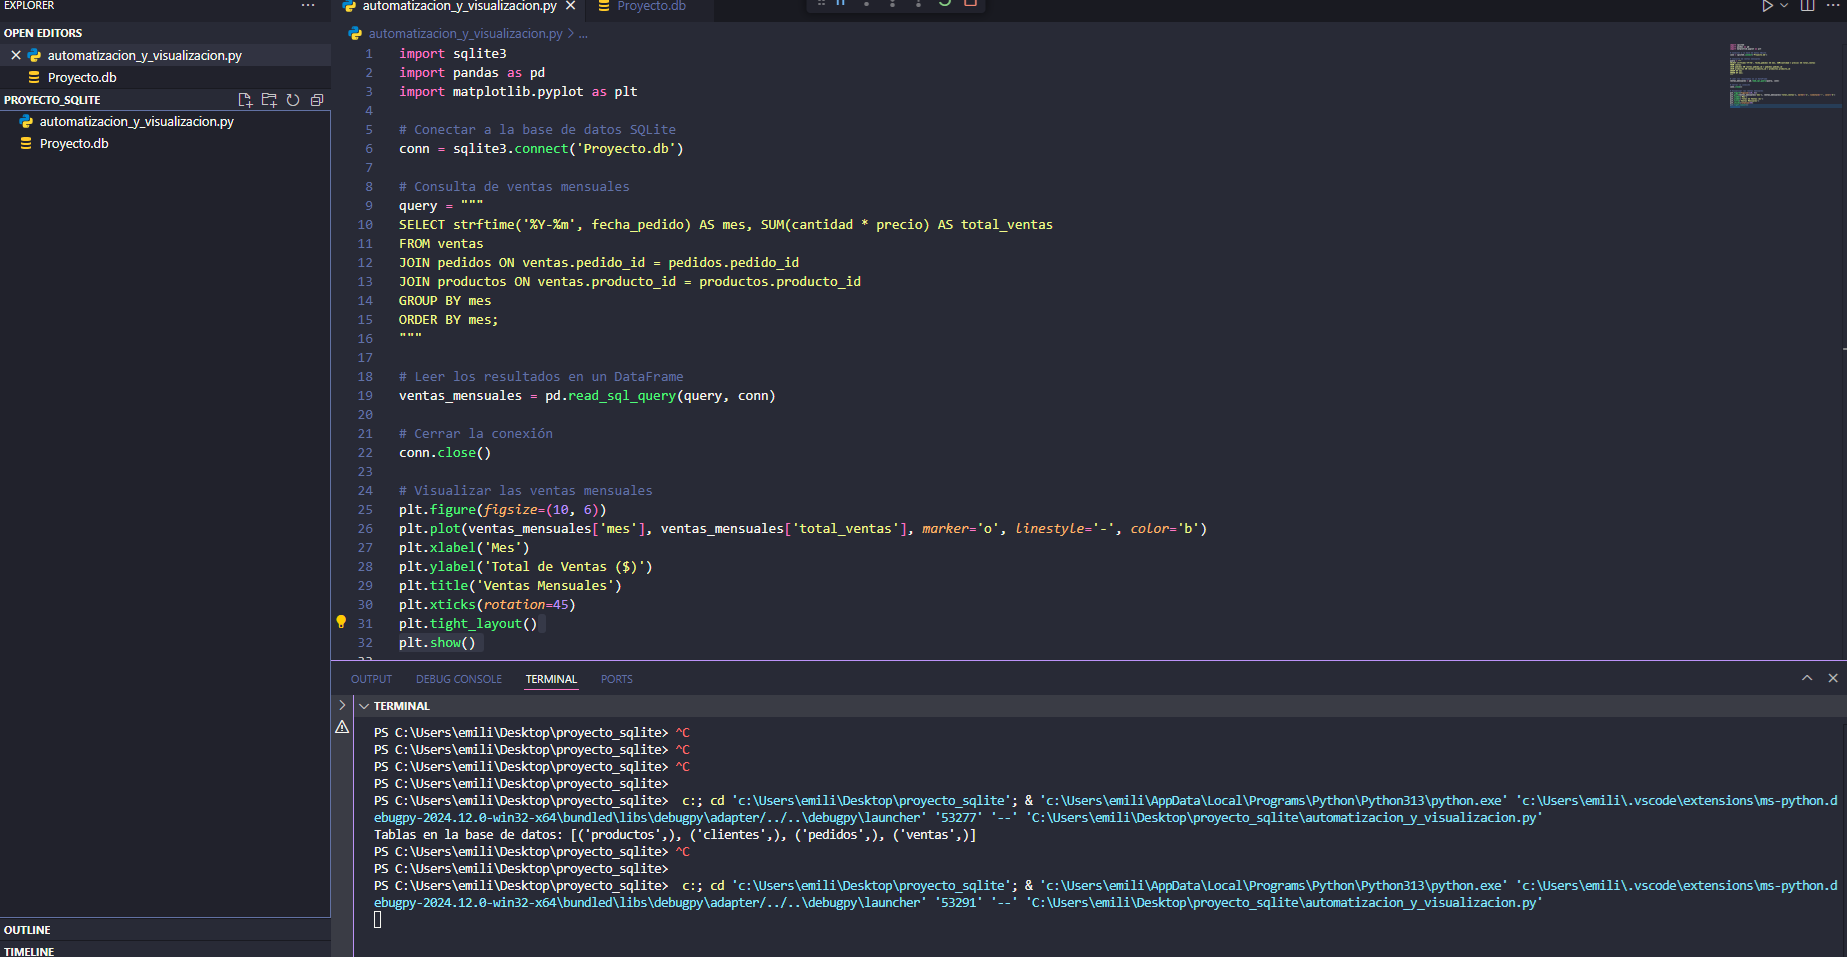 EXPLORER
OPEN EDITORS
automatizacion_y_visualizacion.py
Proyecto.db
PROYECTO_SQLITE
automatizacion_y_visualizacion.py
Proyecto.db
OUTLINE
TIMELINE
automatizacion_y_visualizacion.py
Proyecto.db
automatizacion_y_visualizacion.py > ...
1 import sqlite3
2 import pandas as pd
3 import matplotlib.pyplot as plt
4
5 # Conectar a la base de datos SQLite
6 conn = sqlite3.connect('Proyecto.db')
7
8 # Consulta de ventas mensuales
9 query = """
10 SELECT strftime('%Y-%m', fecha_pedido) AS mes, SUM(cantidad * precio) AS total_ventas
11 FROM ventas
12 JOIN pedidos ON ventas.pedido_id = pedidos.pedido_id
13 JOIN productos ON ventas.producto_id = productos.producto_id
14 GROUP BY mes
15 ORDER BY mes;
16 """
17
18 # Leer los resultados en un DataFrame
19 ventas_mensuales = pd.read_sql_query(query, conn)
20
21 # Cerrar la conexión
22 conn.close()
23
24 # Visualizar las ventas mensuales
25 plt.figure(figsize=(10, 6))
26 plt.plot(ventas_mensuales['mes'], ventas_mensuales['total_ventas'], marker='o', linestyle='-', color='b')
27 plt.xlabel('Mes')
28 plt.ylabel('Total de Ventas ($)')
29 plt.title('Ventas Mensuales')
30 plt.xticks(rotation=45)
31 plt.tight_layout()
32 plt.show()
33
OUTPUT DEBUG CONSOLE TERMINAL PORTS
TERMINAL
PS C:\Users\emili\Desktop\proyecto_sqlite> ^C
PS C:\Users\emili\Desktop\proyecto_sqlite> ^C
PS C:\Users\emili\Desktop\proyecto_sqlite> ^C
PS C:\Users\emili\Desktop\proyecto_sqlite>
PS C:\Users\emili\Desktop\proyecto_sqlite> c:; cd 'c:\Users\emili\Desktop\proyecto_sqlite'; & 'c:\Users\emili\AppData\Local\Programs\Python\Python313\python.exe' 'c:\Users\emili\.vscode\extensions\ms-python.d
ebugpy-2024.12.0-win32-x64\bundled\libs\debugpy\adapter/../..\debugpy\launcher' '53277' '--' 'C:\Users\emili\Desktop\proyecto_sqlite\automatizacion_y_visualizacion.py'
Tablas en la base de datos: [('productos',), ('clientes',), ('pedidos',), ('ventas',)]
PS C:\Users\emili\Desktop\proyecto_sqlite> ^C
PS C:\Users\emili\Desktop\proyecto_sqlite>
PS C:\Users\emili\Desktop\proyecto_sqlite> c:; cd 'c:\Users\emili\Desktop\proyecto_sqlite'; & 'c:\Users\emili\AppData\Local\Programs\Python\Python313\python.exe' 'c:\Users\emili\.vscode\extensions\ms-python.d
ebugpy-2024.12.0-win32-x64\bundled\libs\debugpy\adapter/../..\debugpy\launcher' '53291' '--' 'C:\Users\emili\Desktop\proyecto_sqlite\automatizacion_y_visualizacion.py'